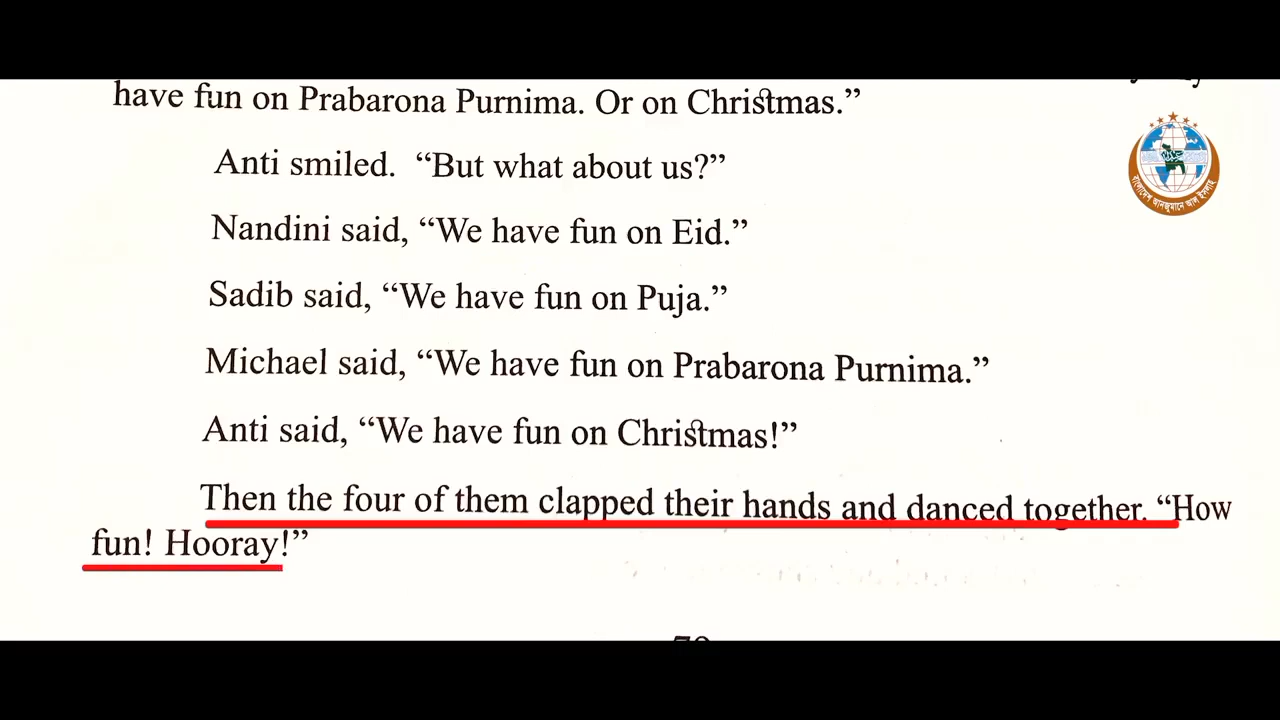 have fun on Prabarona Purnima. Or on Christmas.”
Anti smiled. “But what about us?”
Nandini said, “We have fun on Eid.”
Sadib said, “We have fun on Puja.”
Michael said, “We have fun on Prabarona Purnima.”
Anti said, “We have fun on Christmas!”
Then the four of them clapped their hands and danced together. “How
fun! Hooray!”
বাংলাদেশ আনজুমানে আল ইসলাহ